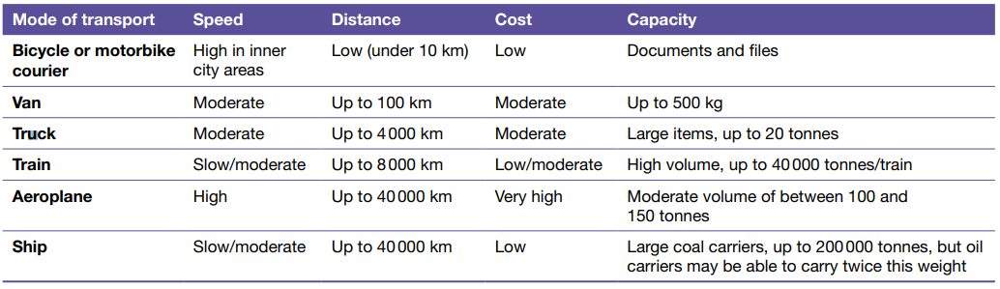 Mode of transport Speed Distance Cost Capacity
Bicycle or motorbike High in inner Low (under 10 km) Low Documents and files
courier city areas
Van Moderate Up to 100 km Moderate Up to 500 kg
Truck Moderate Up to 4 000 km Moderate Large items, up to 20 tonnes
Train Slow/moderate Up to 8 000 km Low/moderate High volume, up to 40 000 tonnes/train
Aeroplane High Up to 40 000 km Very high Moderate volume of between 100 and
150 tonnes
Ship Slow/moderate Up to 40 000 km Low Large coal carriers, up to 200 000 tonnes, but oil
carriers may be able to carry twice this weight